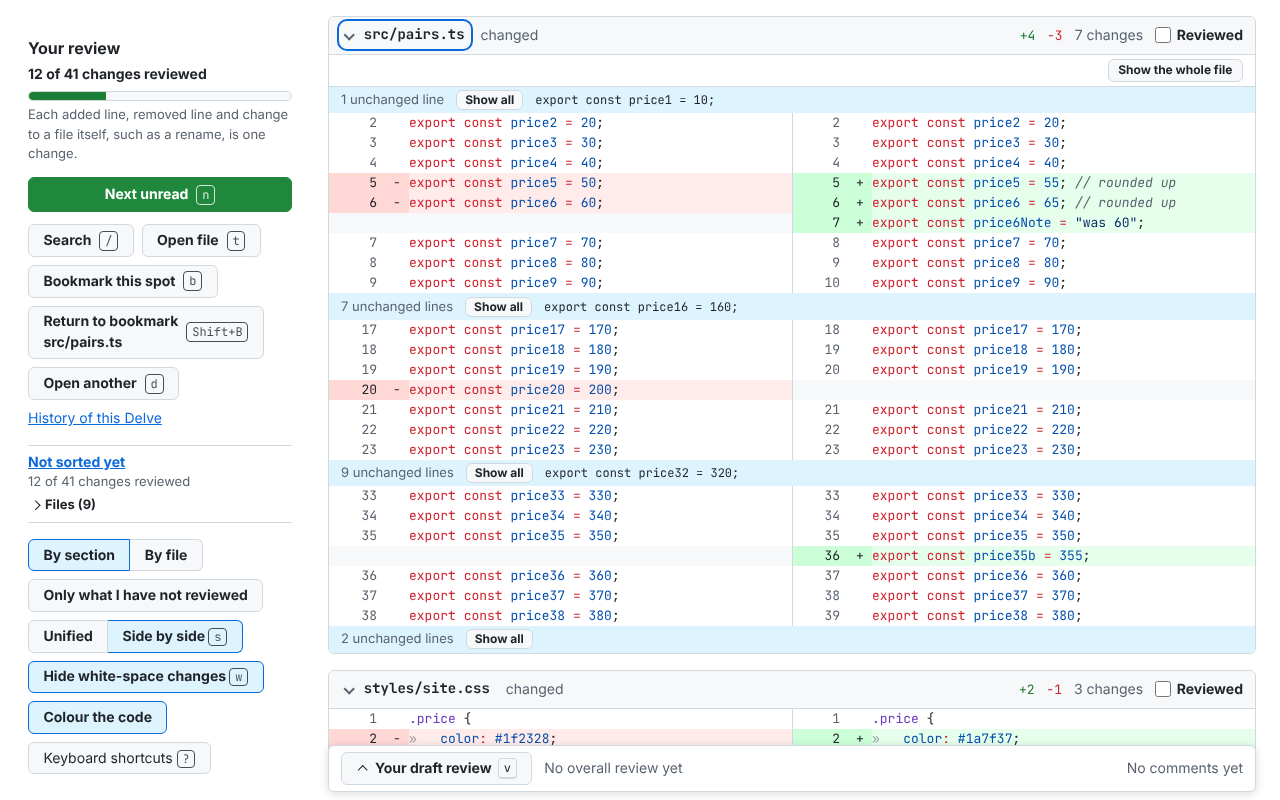 Your review
12 of 41 changes reviewed
Each added line, removed line and change
to a file itself, such as a rename, is one
change.
Next unread n
Search / Open file t
Bookmark this spot b
Return to bookmark
src/pairs.ts Shift+B
Open another d
History of this Delve
Not sorted yet
12 of 41 changes reviewed
Files (9)
By section By file
Only what I have not reviewed
Unified Side by side s
Hide white-space changes w
Colour the code
Keyboard shortcuts ?
src/pairs.ts changed +4 -3 7 changes Reviewed
Show the whole file
1 unchanged line Show all export const price1 = 10;
2 export const price2 = 20; 2 export const price2 = 20;
3 export const price3 = 30; 3 export const price3 = 30;
4 export const price4 = 40; 4 export const price4 = 40;
5 - export const price5 = 50; 5 + export const price5 = 55; // rounded up
6 - export const price6 = 60; 6 + export const price6 = 65; // rounded up
7 + export const price6Note = "was 60";
7 export const price7 = 70; 8 export const price7 = 70;
8 export const price8 = 80; 9 export const price8 = 80;
9 export const price9 = 90; 10 export const price9 = 90;
7 unchanged lines Show all export const price16 = 160;
17 export const price17 = 170; 18 export const price17 = 170;
18 export const price18 = 180; 19 export const price18 = 180;
19 export const price19 = 190; 20 export const price19 = 190;
20 - export const price20 = 200;
21 export const price21 = 210; 21 export const price21 = 210;
22 export const price22 = 220; 22 export const price22 = 220;
23 export const price23 = 230; 23 export const price23 = 230;
9 unchanged lines Show all export const price32 = 320;
33 export const price33 = 330; 33 export const price33 = 330;
34 export const price34 = 340; 34 export const price34 = 340;
35 export const price35 = 350; 35 export const price35 = 350;
36 + export const price35b = 355;
36 export const price36 = 360; 37 export const price36 = 360;
37 export const price37 = 370; 38 export const price37 = 370;
38 export const price38 = 380; 39 export const price38 = 380;
2 unchanged lines Show all
styles/site.css changed +2 -1 3 changes Reviewed
1 .price { 1 .price {
2 - » color: #1f2328; 2 + » color: #1a7f37;
Your draft review v No overall review yet No comments yet